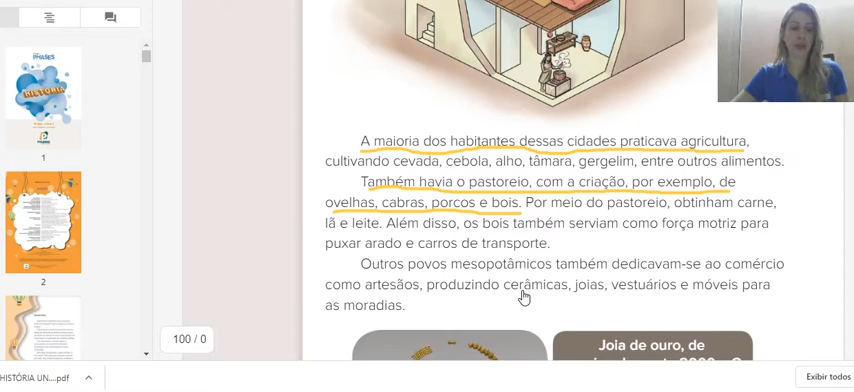 HISTÓRIA
1
2
A maioria dos habitantes dessas cidades praticava agricultura,
cultivando cevada, cebola, alho, tâmara, gergelim, entre outros alimentos.
Também havia o pastoreio, com a criação, por exemplo, de
ovelhas, cabras, porcos e bois. Por meio do pastoreio, obtinham carne,
lã e leite. Além disso, os bois também serviam como força motriz para
puxar arado e carros de transporte.
Outros povos mesopotâmicos também dedicavam-se ao comércio
como artesãos, produzindo cerâmicas, joias, vestuários e móveis para
as moradias.
100 / 0
Joia de ouro, de
HISTÓRIA UN....pdf
Exibir todos